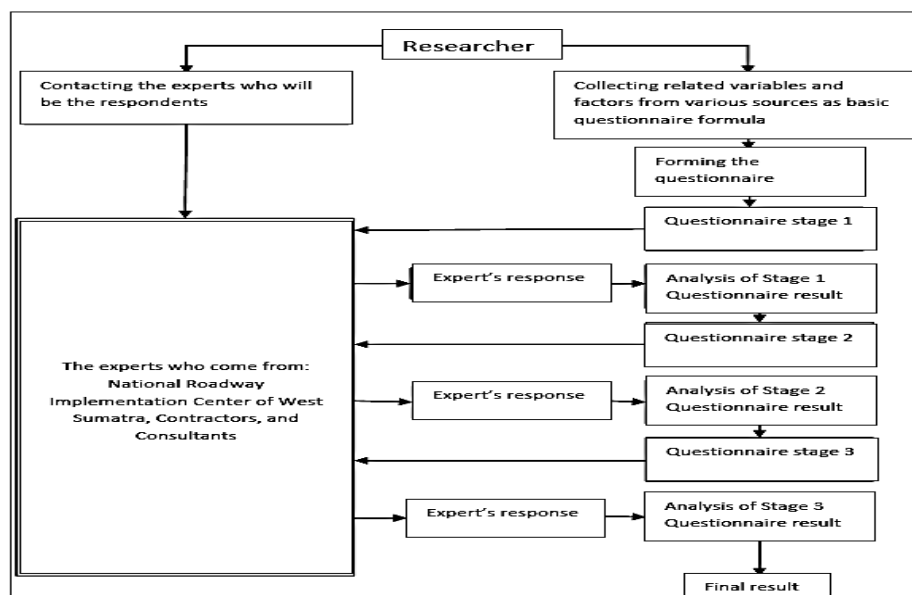 Researcher
Contacting the experts who will
be the respondents
Collecting related variables and
factors from various sources as basic
questionnaire formula
Forming the
questionnaire
Questionnaire stage 1
Expert's response
Analysis of Stage 1
Questionnaire result
Questionnaire stage 2
The experts who come from:
National Roadway
Implementation Center of West
Sumatra, Contractors, and
Consultants
Expert's response
Analysis of Stage 2
Questionnaire result
Questionnaire stage 3
Expert's response
Analysis of Stage 3
Questionnaire result
Final result